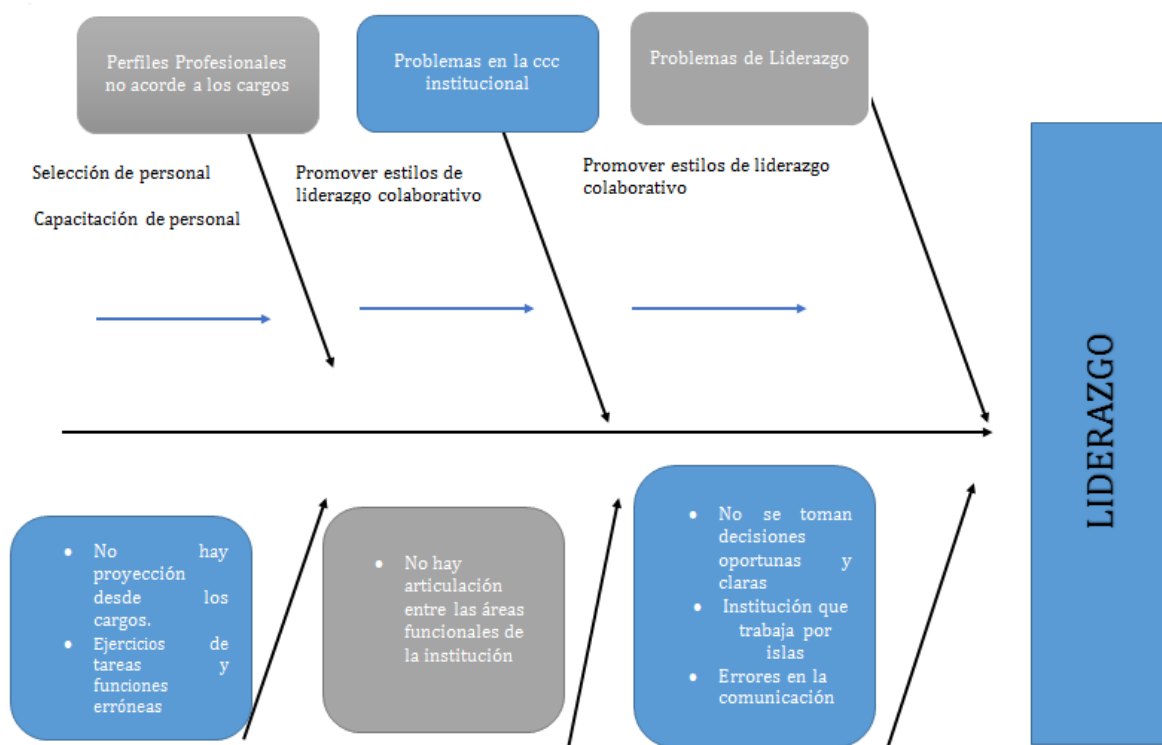 Perfiles Profesionales
no acorde a los cargos
Problemas en la ccc
institucional
Problemas de Liderazgo
Selección de personal
Capacitación de personal
Promover estilos de
liderazgo colaborativo
Promover estilos de liderazgo
colaborativo
LIDERAZGO
• No hay
proyección
desde los
cargos.
• Ejercicios de
tareas y
funciones
erróneas
• No hay
articulación
entre las áreas
funcionales de
la institución
• No se toman
decisiones
oportunas y
claras
• Institución que
trabaja por
islas
• Errores en la
comunicación